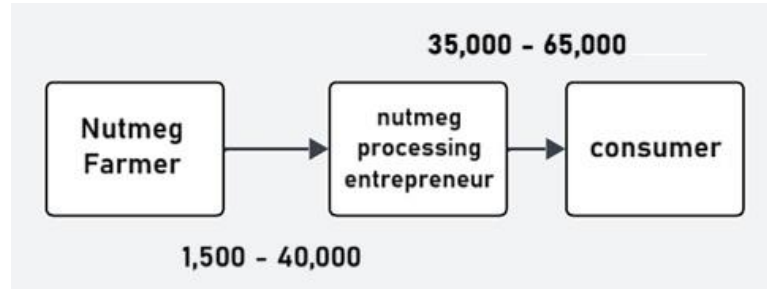 35,000 - 65,000
Nutmeg
Farmer
nutmeg
processing
entrepreneur
consumer
1,500 - 40,000